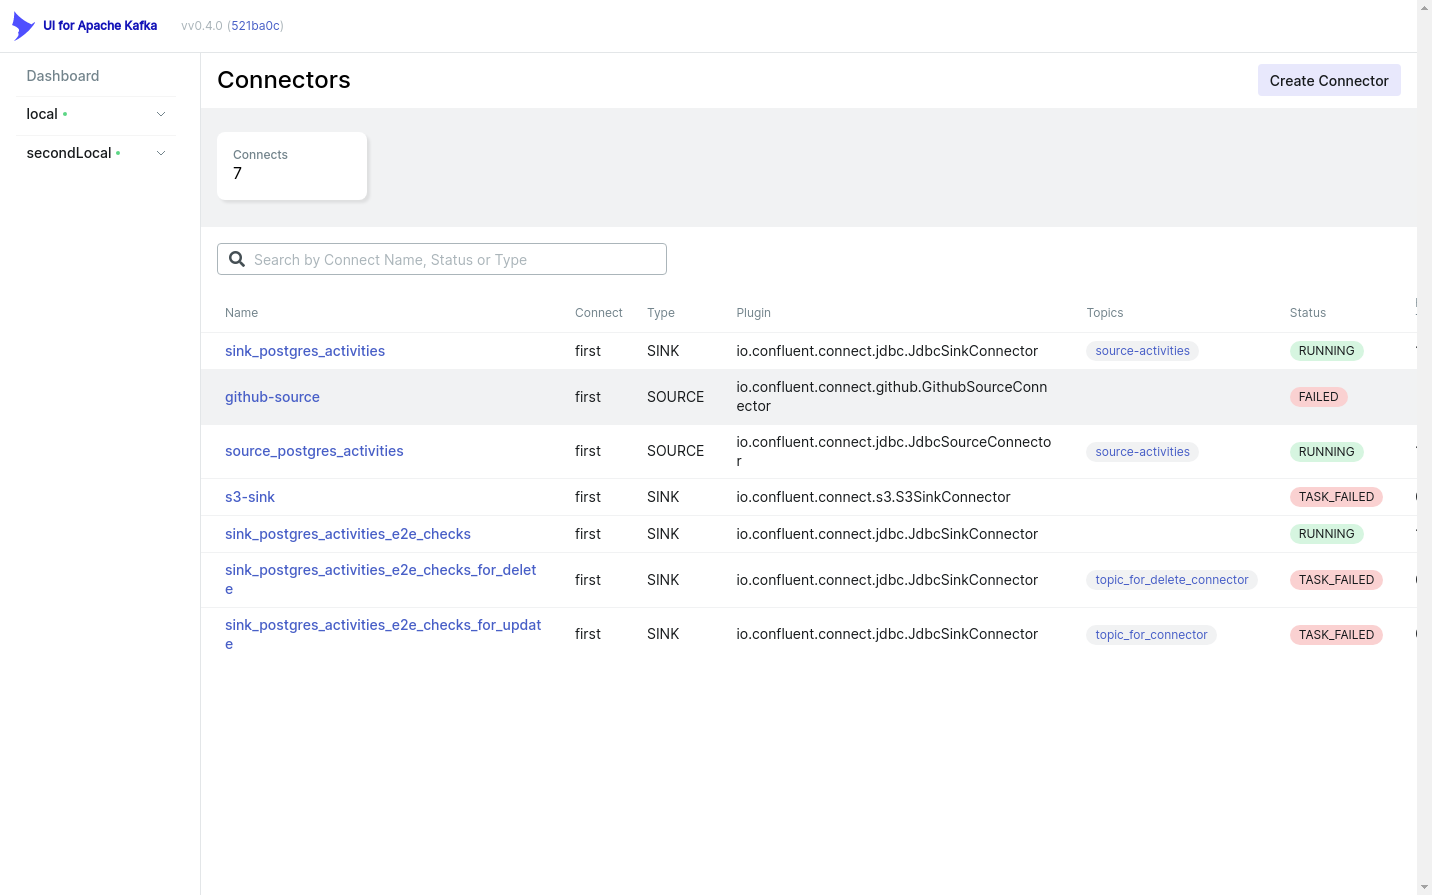 UI for Apache Kafka
vv0.4.0 (521ba0c)
Dashboard
local
secondLocal
Connectors
Create Connector
Connects
7
Search by Connect Name, Status or Type
Name Connect Type Plugin Topics Status
sink_postgres_activities first SINK io.confluent.connect.jdbc.JdbcSinkConnector source-activities RUNNING
github-source first SOURCE io.confluent.connect.github.GithubSourceConn
ector FAILED
source_postgres_activities first SOURCE io.confluent.connect.jdbc.JdbcSourceConnecto
r source-activities RUNNING
s3-sink first SINK io.confluent.connect.s3.S3SinkConnector TASK_FAILED
sink_postgres_activities_e2e_checks first SINK io.confluent.connect.jdbc.JdbcSinkConnector RUNNING
sink_postgres_activities_e2e_checks_for_delet
e first SINK io.confluent.connect.jdbc.JdbcSinkConnector topic_for_delete_connector TASK_FAILED
sink_postgres_activities_e2e_checks_for_updat
e first SINK io.confluent.connect.jdbc.JdbcSinkConnector topic_for_connector TASK_FAILED